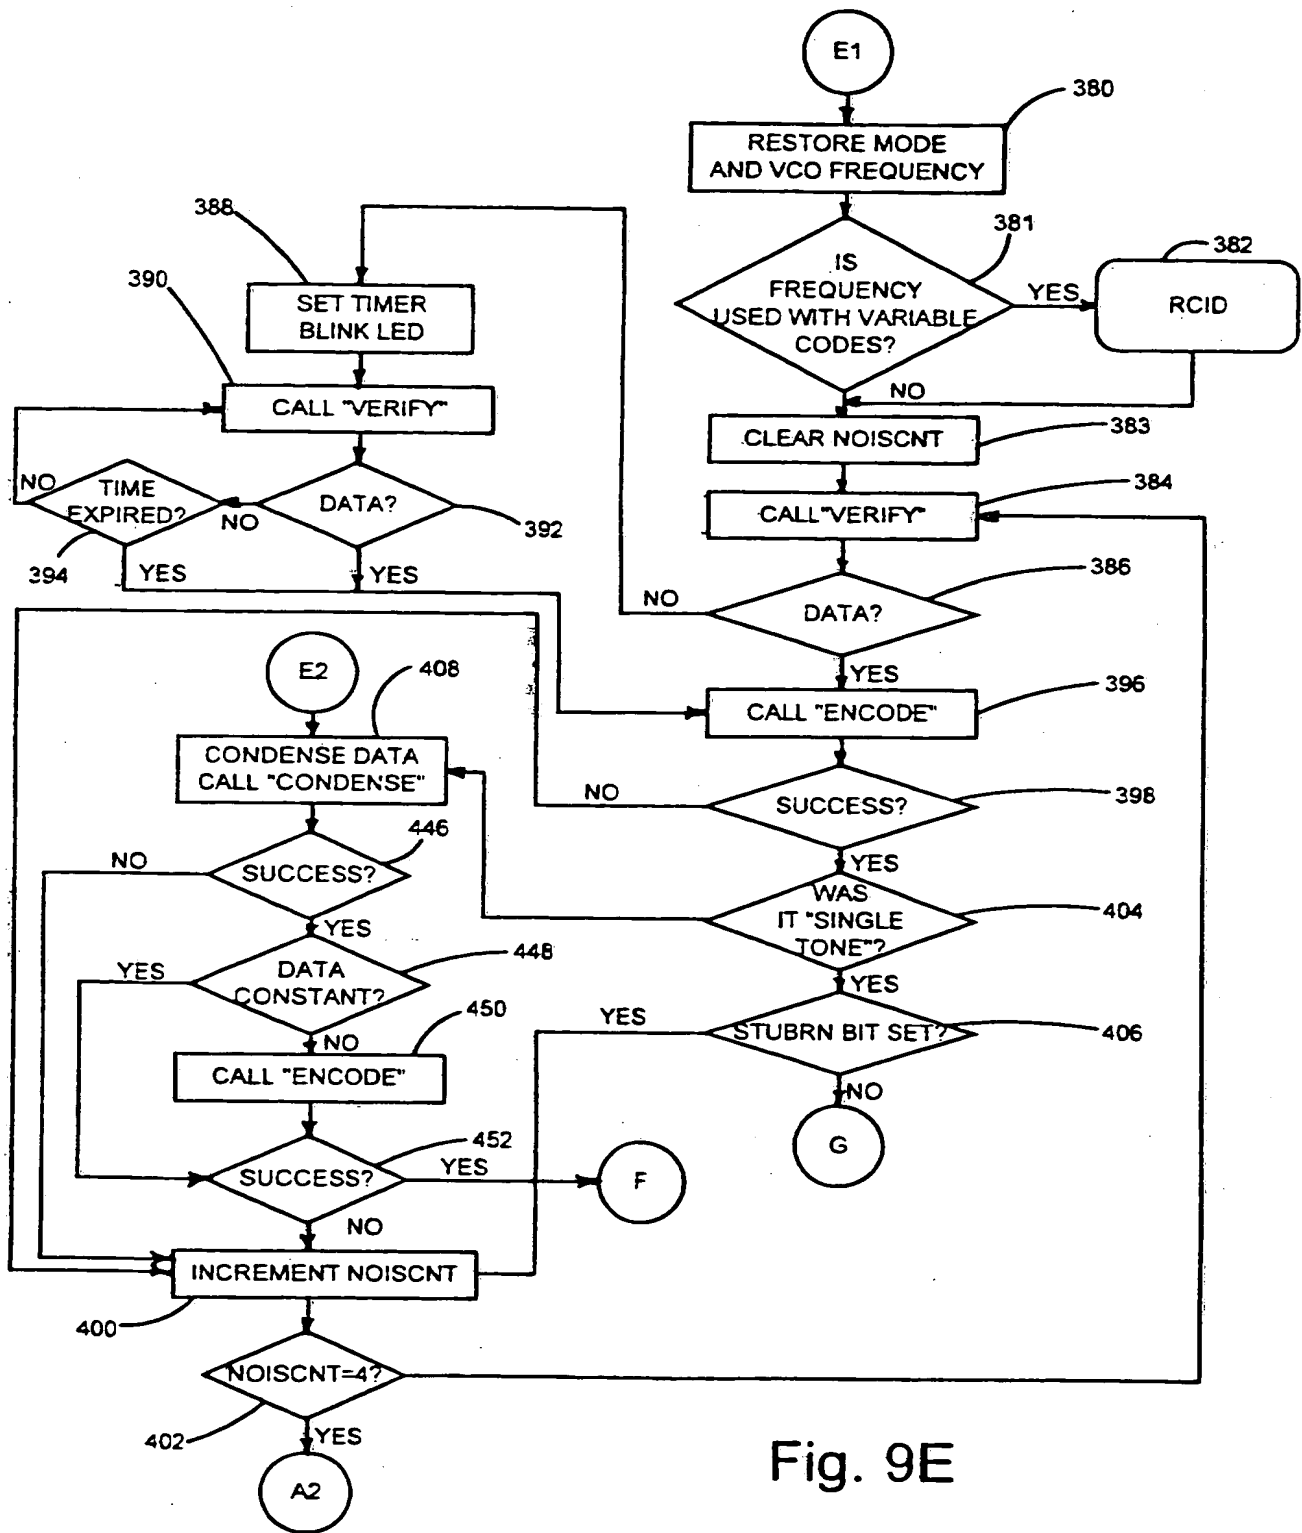 E1
380
RESTORE MODE
AND VCO FREQUENCY
381
IS
FREQUENCY
USED WITH VARIABLE
CODES?
YES
382
RCID
NO
388
SET TIMER
BLINK LED
390
CALL "VERIFY"
CLEAR NOISCNT
383
384
CALL"VERIFY"
NO
TIME
EXPIRED?
394
YES
NO
DATA?
392
YES
386
DATA?
NO
YES
396
CALL "ENCODE"
E2
408
CONDENSE DATA
CALL "CONDENSE"
SUCCESS?
398
NO
YES
446
SUCCESS?
NO
YES
WAS
IT "SINGLE
TONE"?
404
YES
448
DATA
CONSTANT?
YES
NO
450
CALL "ENCODE"
STUBRN BIT SET?
406
YES
NO
G
452
SUCCESS?
YES
F
NO
INCREMENT NOISCNT
400
NOISCNT=4?
402
YES
A2
Fig. 9E